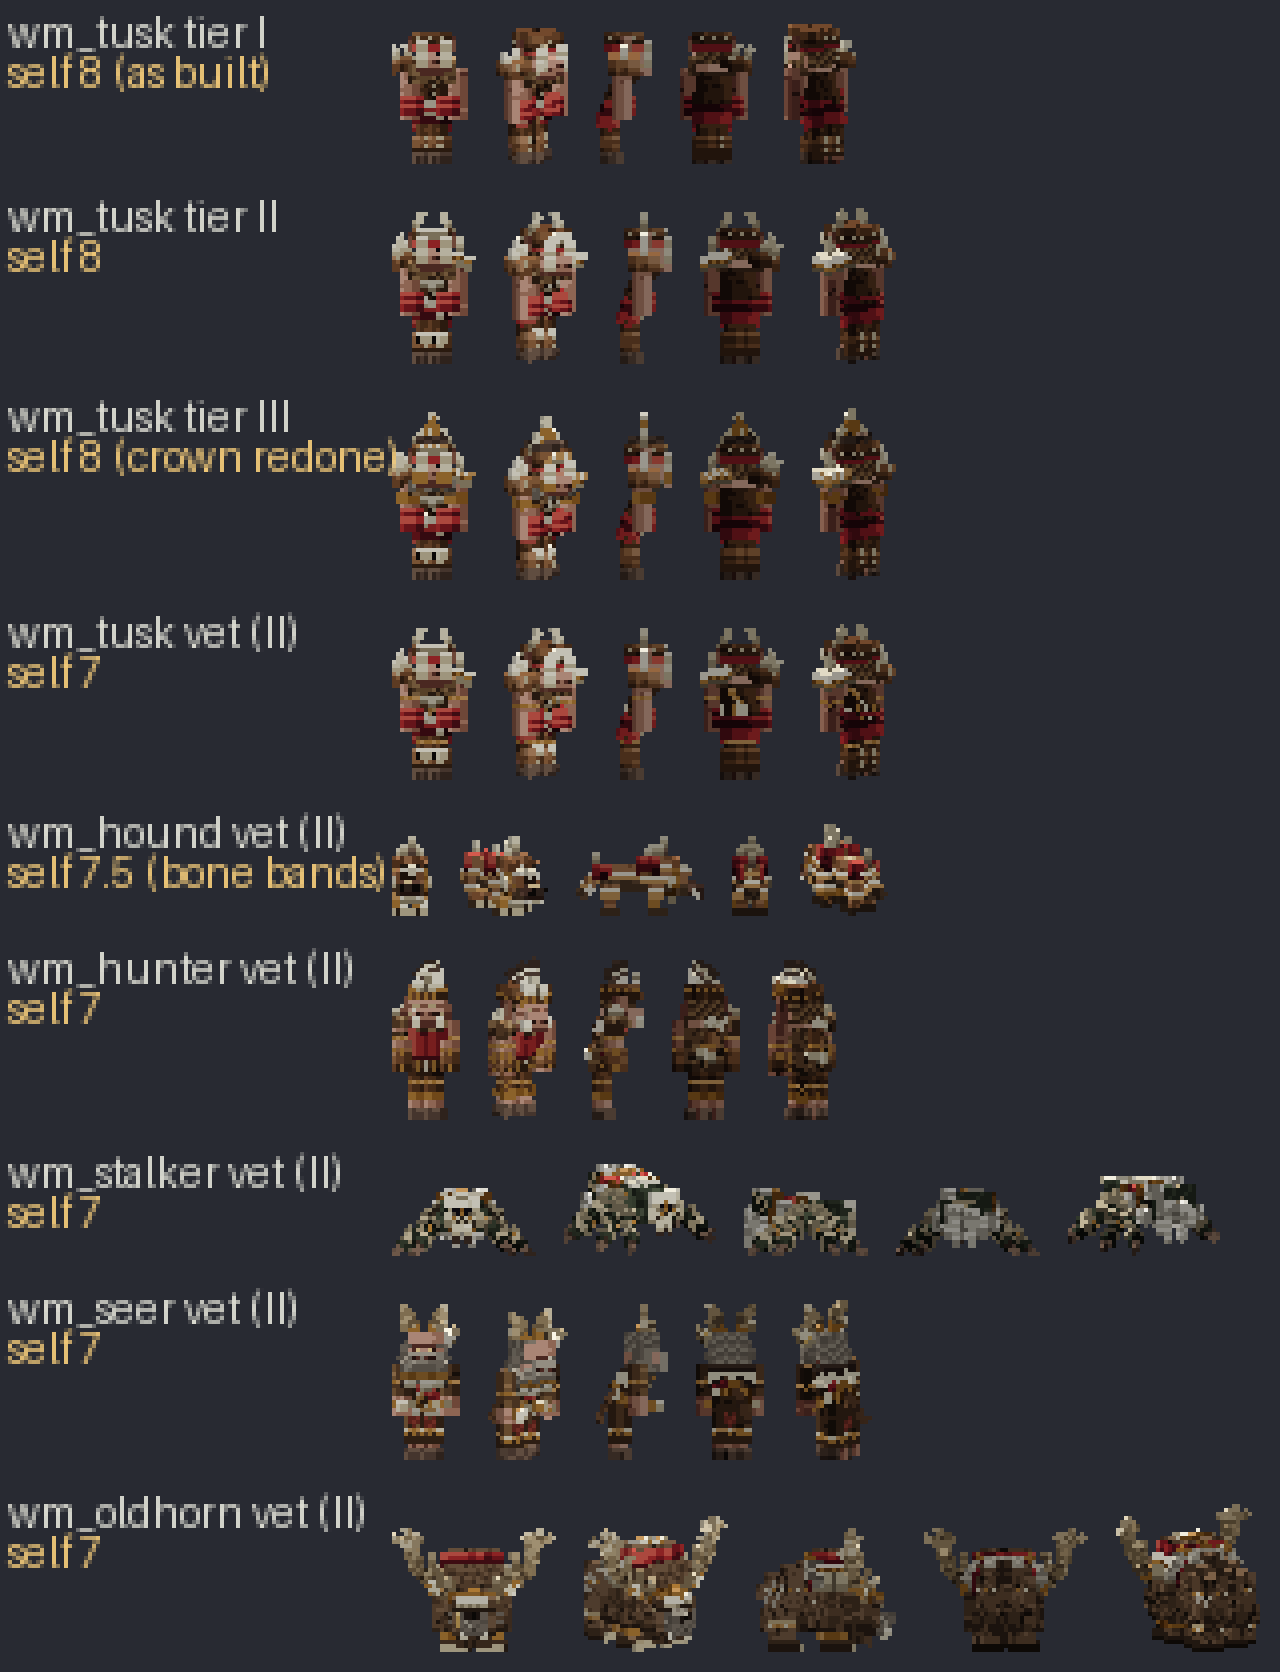 wm_tusk tier I
self 8 (as built)
wm_tusk tier II
self 8
wm_tusk tier III
self 8 (crown redone)
wm_tusk vet (II)
self 7
wm_hound vet (II)
self 7.5 (bone bands)
wm_hunter vet (II)
self 7
wm_stalker vet (II)
self 7
wm_seer vet (II)
self 7
wm_oldhorn vet (II)
self 7